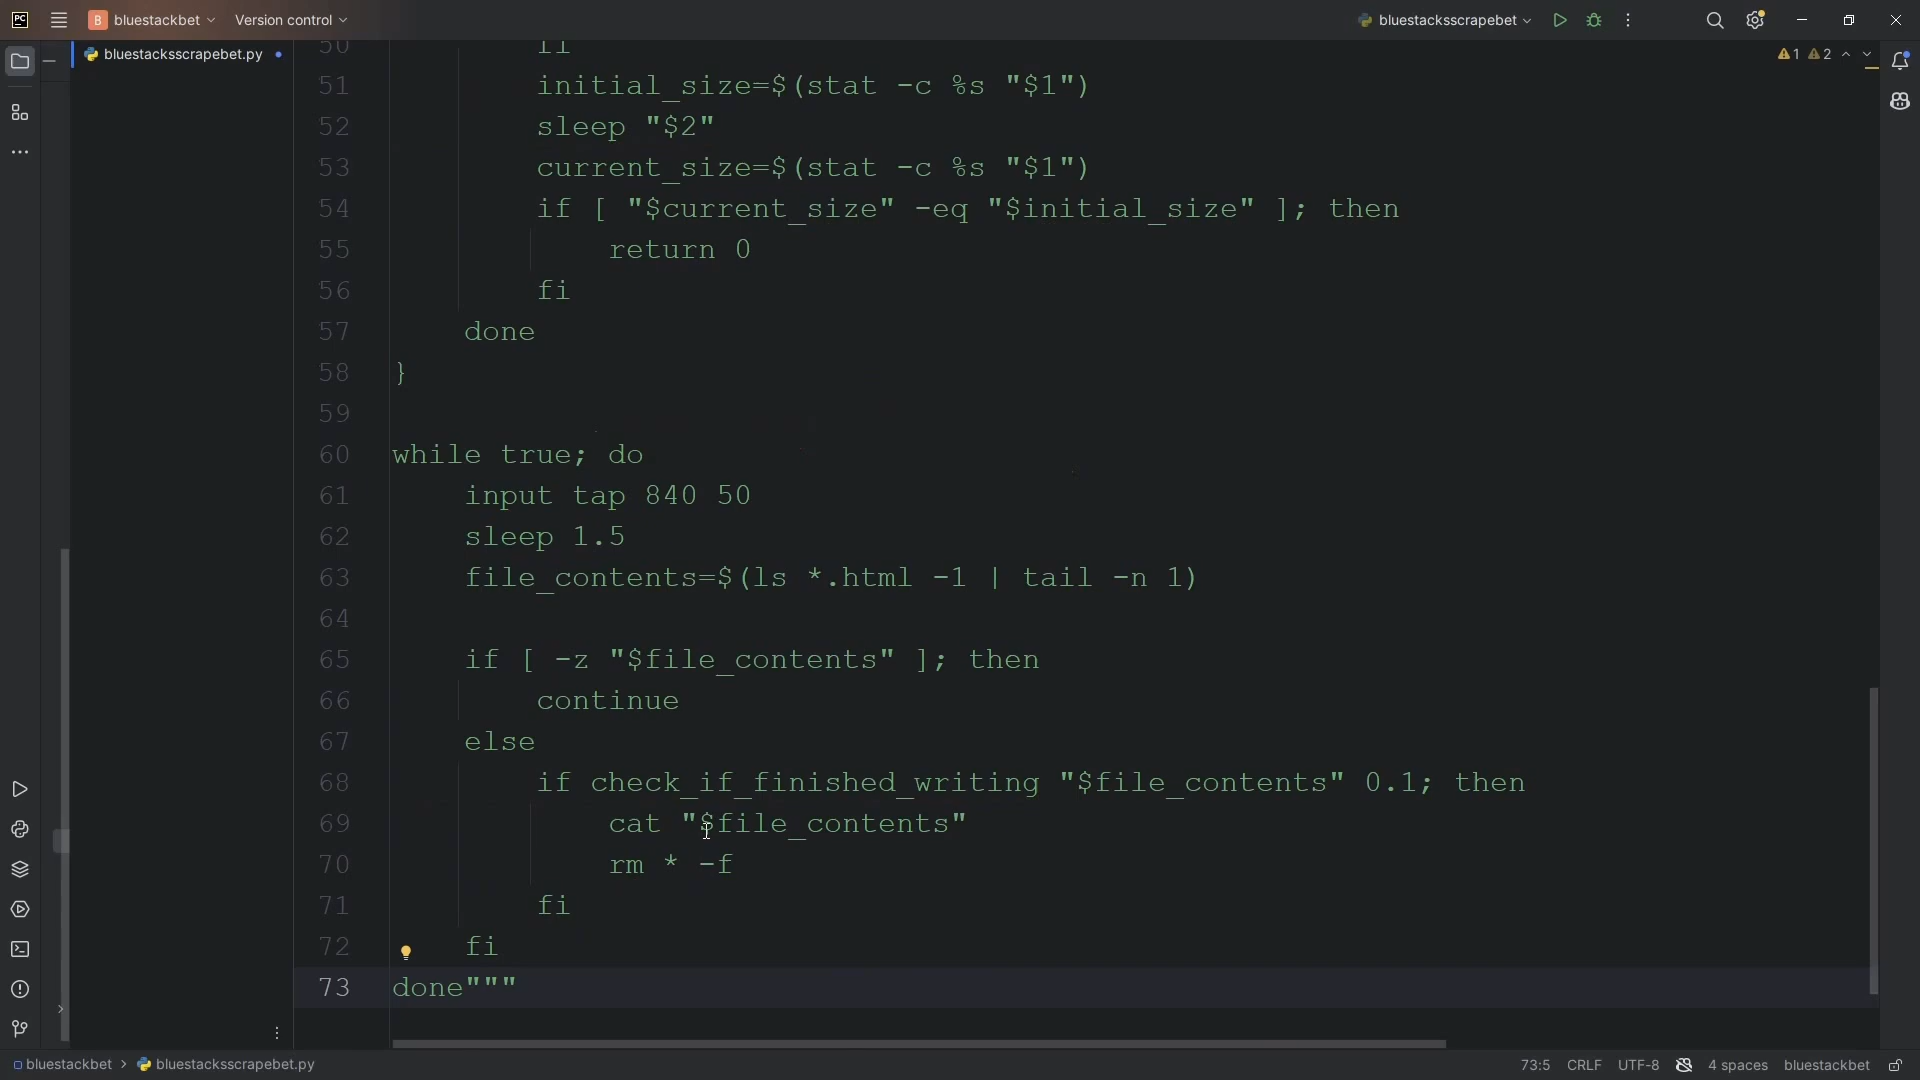 PC
B bluestackbet
Version control
bluestacksscrapebet
bluestacksscrapebet.py
1 2
50 fi
51 initial_size=$(stat -c %s "$1")
52 sleep "$2"
53 current_size=$(stat -c %s "$1")
54 if [ "$current_size" -eq "$initial_size" ]; then
55 return 0
56 fi
57 done
58 }
59
60 while true; do
61 input tap 840 50
62 sleep 1.5
63 file_contents=$(ls *.html -1 | tail -n 1)
64
65 if [ -z "$file_contents" ]; then
66 continue
67 else
68 if check_if_finished_writing "$file_contents" 0.1; then
69 cat "$file_contents"
70 rm * -f
71 fi
72 fi
73 done"""
bluestackbet > bluestacksscrapebet.py
73:5 CRLF UTF-8 4 spaces bluestackbet